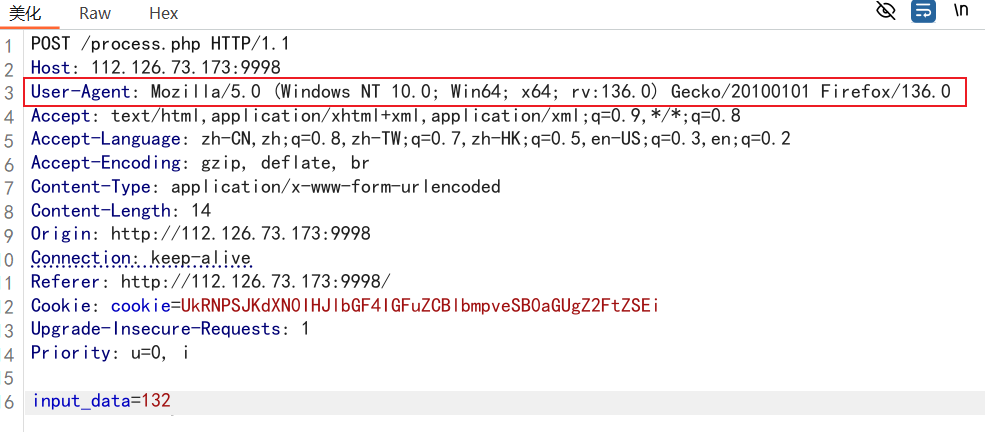 美化 Raw Hex \n
1 POST /process.php HTTP/1.1
2 Host: 112.126.73.173:9998
3 User-Agent: Mozilla/5.0 (Windows NT 10.0; Win64; x64; rv:136.0) Gecko/20100101 Firefox/136.0
4 Accept: text/html,application/xhtml+xml,application/xml;q=0.9,*/*;q=0.8
5 Accept-Language: zh-CN,zh;q=0.8,zh-TW;q=0.7,zh-HK;q=0.5,en-US;q=0.3,en;q=0.2
6 Accept-Encoding: gzip, deflate, br
7 Content-Type: application/x-www-form-urlencoded
8 Content-Length: 14
9 Origin: http://112.126.73.173:9998
0 Connection: keep-alive
1 Referer: http://112.126.73.173:9998/
2 Cookie: cookie=UkRNPSJKdXN0IHJlbGF4IGFuZCBlbmpveSB0aGUgZ2FtZSEi
3 Upgrade-Insecure-Requests: 1
4 Priority: u=0, i
5
6 input_data=132